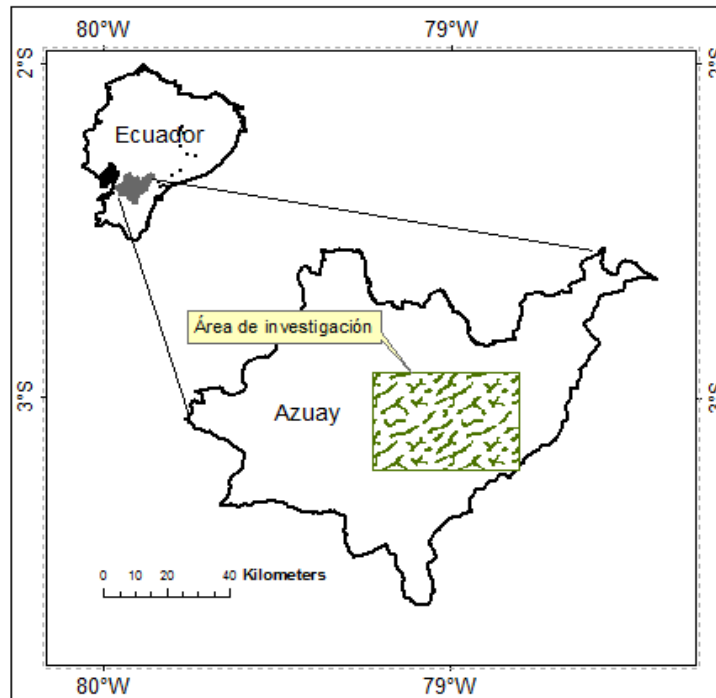 80°W 79°W
2°S 2°S
Ecuador
Área de investigación
3°S 3°S
Azuay
0 10 20 40 Kilometers
80°W 79°W